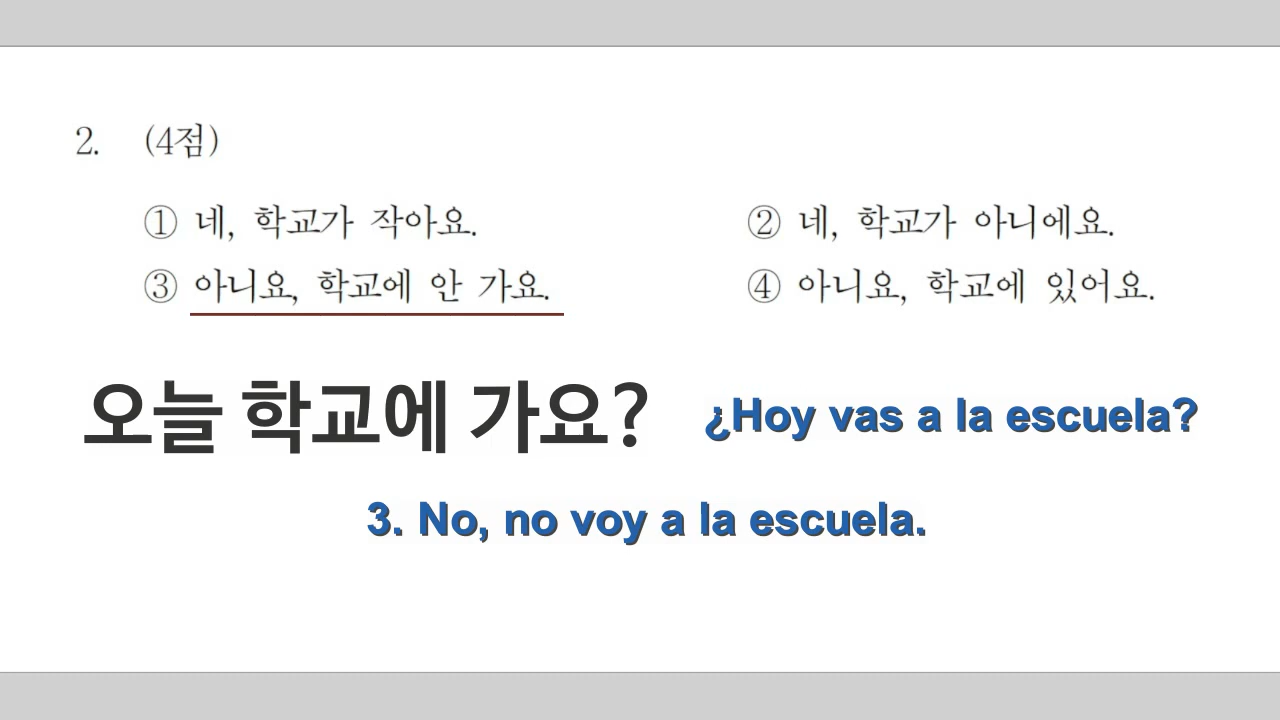 2. (4점)
① 네, 학교가 작아요. ② 네, 학교가 아니에요.
③ 아니요, 학교에 안 가요. ④ 아니요, 학교에 있어요.
오늘 학교에 가요? ¿Hoy vas a la escuela?
3. No, no voy a la escuela.